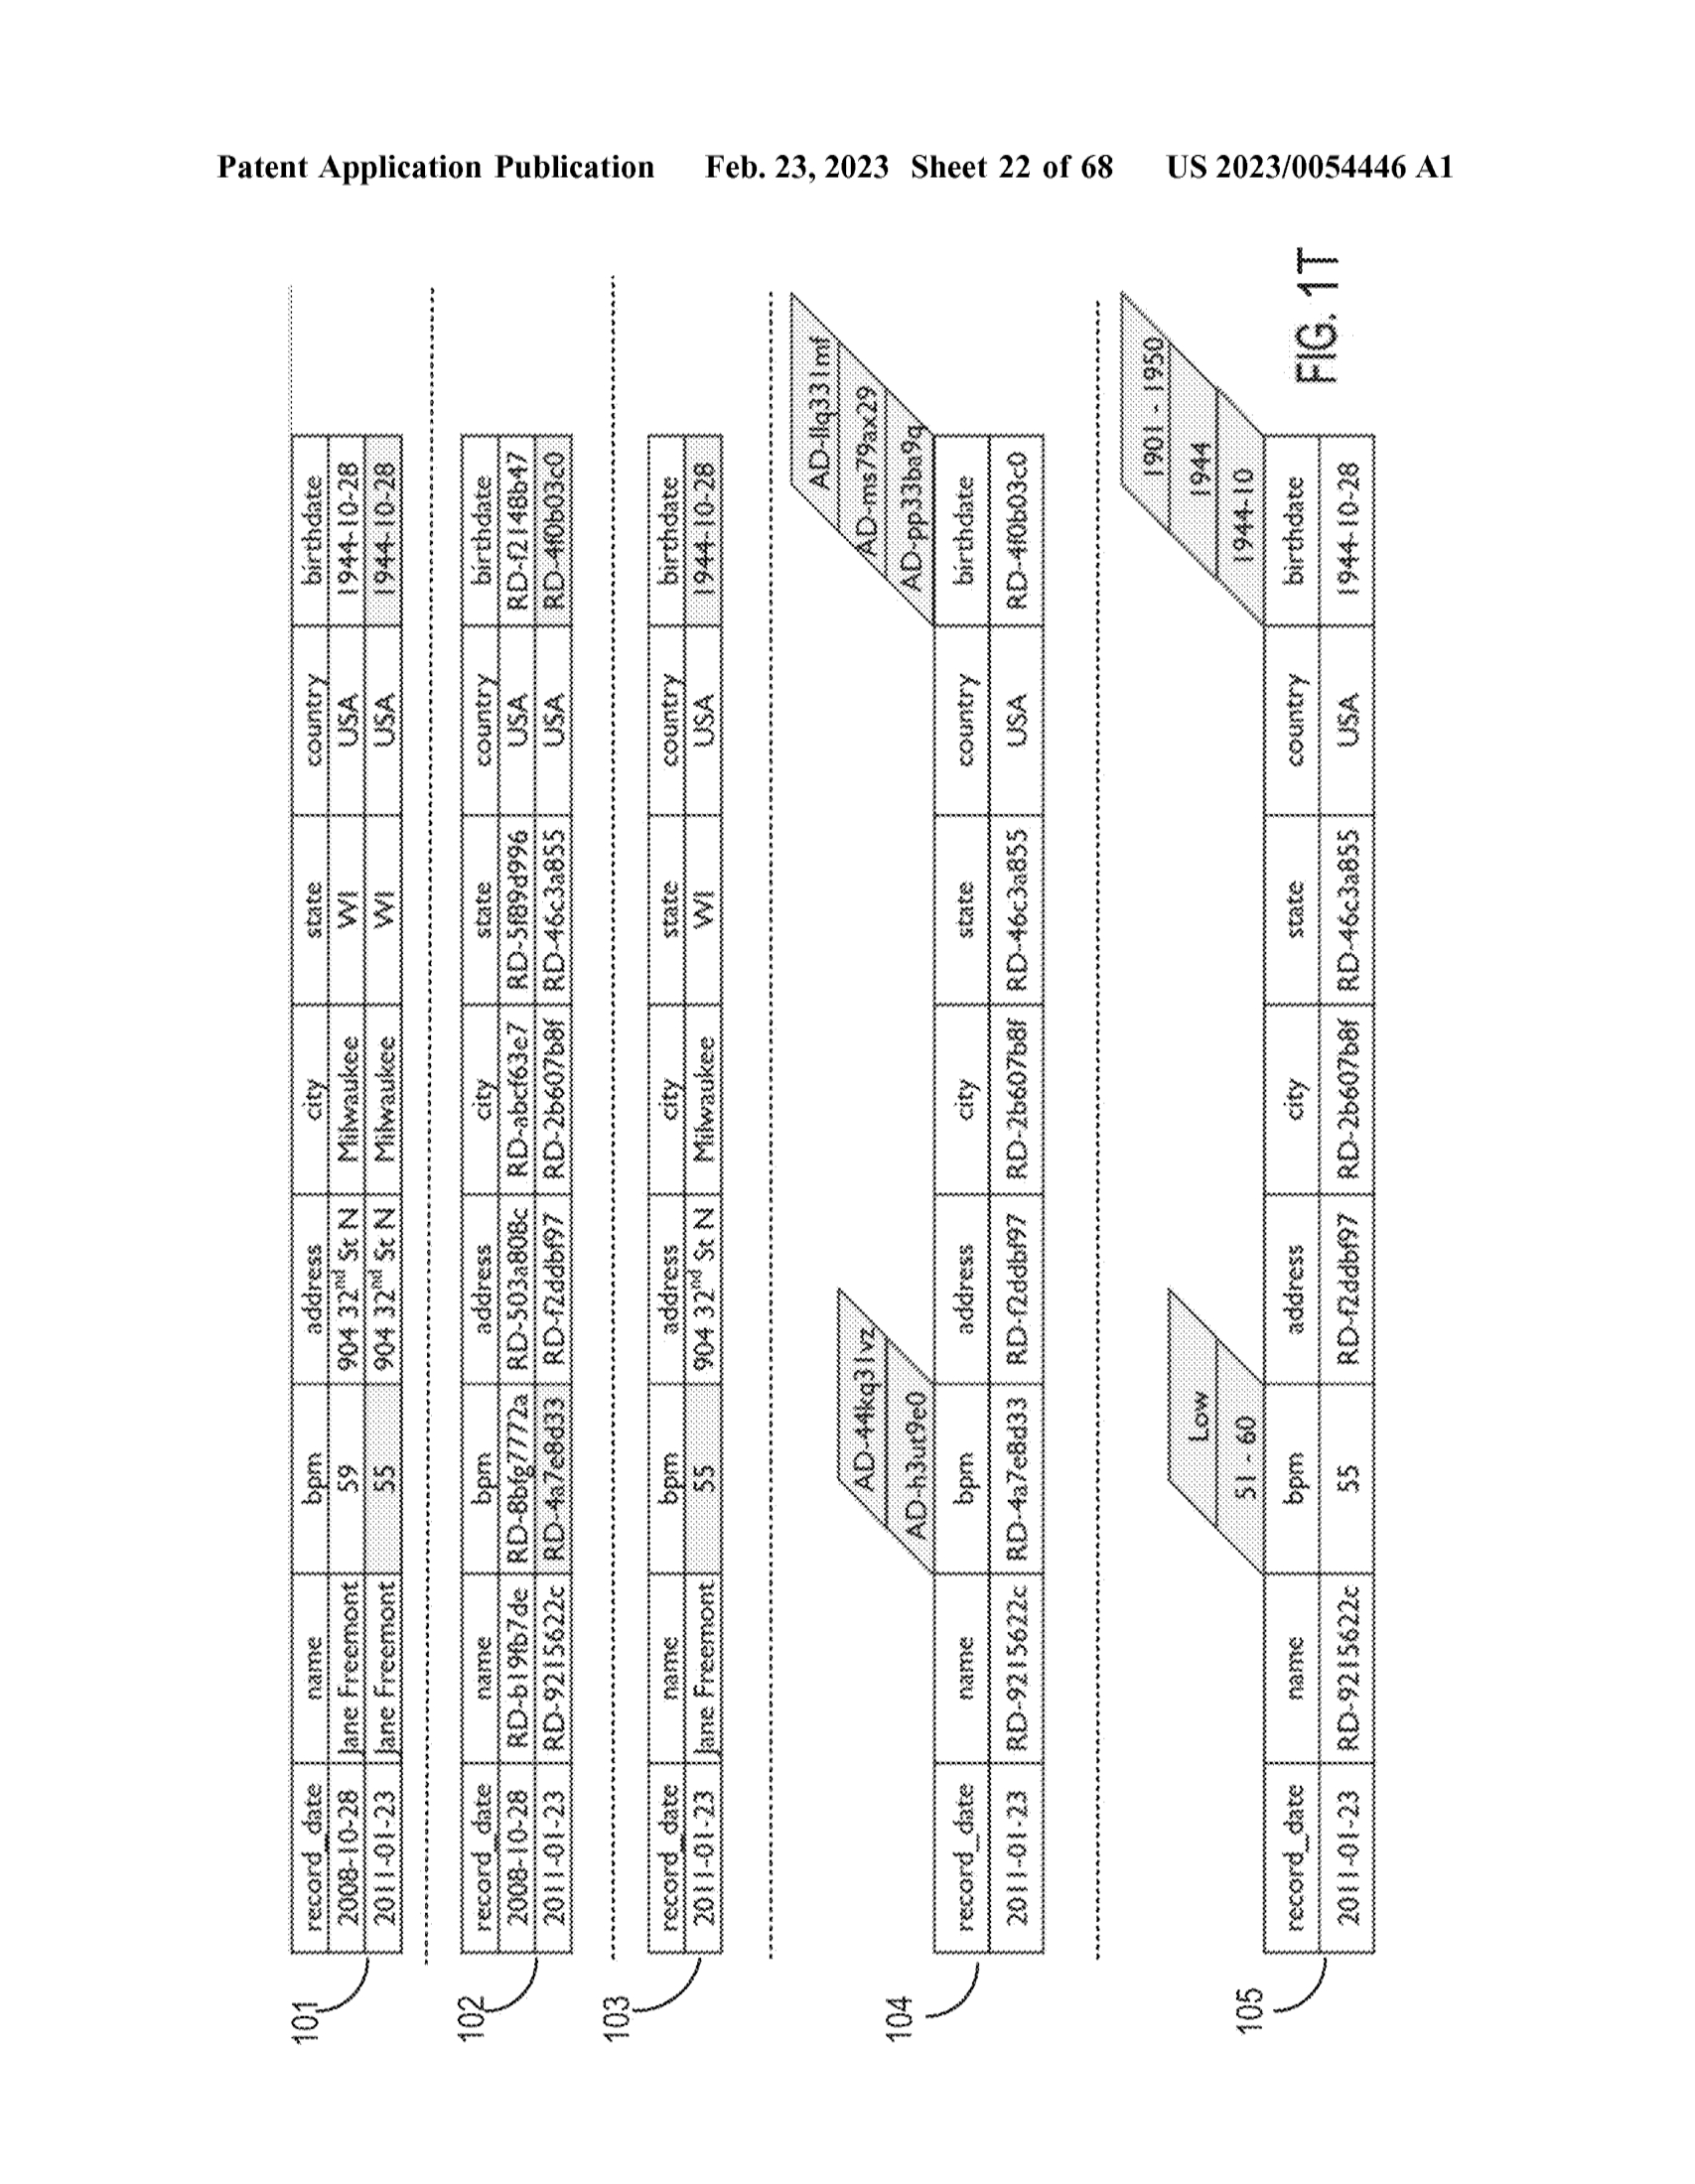 Patent Application Publication Feb. 23, 2023 Sheet 22 of 68 US 2023/0054446 A1
101
record_date name bpm address city state country birthdate
2008-10-28 Jane Freemont 59 904 32nd St N Milwaukee WI USA 1944-10-28
2011-01-23 Jane Freemont 55 904 32nd St N Milwaukee WI USA 1944-10-28
102
record_date name bpm address city state country birthdate
2008-10-28 RD-b19fb7de RD-8bfg7772a RD-503a808c RD-abcf63e7 RD-5f89d996 USA RD-f2148b47
2011-01-23 RD-9215622c RD-4a7e8d33 RD-f2ddbf97 RD-2b607b8f RD-46c3a855 USA RD-4f0b03c0
103
record_date name bpm address city state country birthdate
2011-01-23 Jane Freemont 55 904 32nd St N Milwaukee WI USA 1944-10-28
104
AD-llq331mf
AD-44kq31vz AD-ms79ax29
AD-h3ut9e0 AD-pp33ba9q
record_date name bpm address city state country birthdate
2011-01-23 RD-9215622c RD-4a7e8d33 RD-f2ddbf97 RD-2b607b8f RD-46c3a855 USA RD-4f0b03c0
105
1901 - 1950
Low 1944
51 - 60 1944-10
record_date name bpm address city state country birthdate
2011-01-23 RD-9215622c 55 RD-f2ddbf97 RD-2b607b8f RD-46c3a855 USA 1944-10-28
FIG. 1T